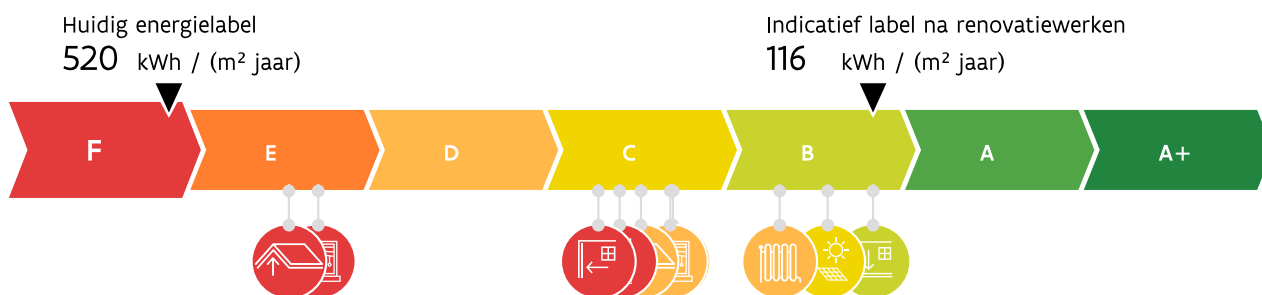 Huidig energielabel
520 kWh / (m² jaar)
Indicatief label na renovatiewerken
116 kWh / (m² jaar)
F E D C B A A+